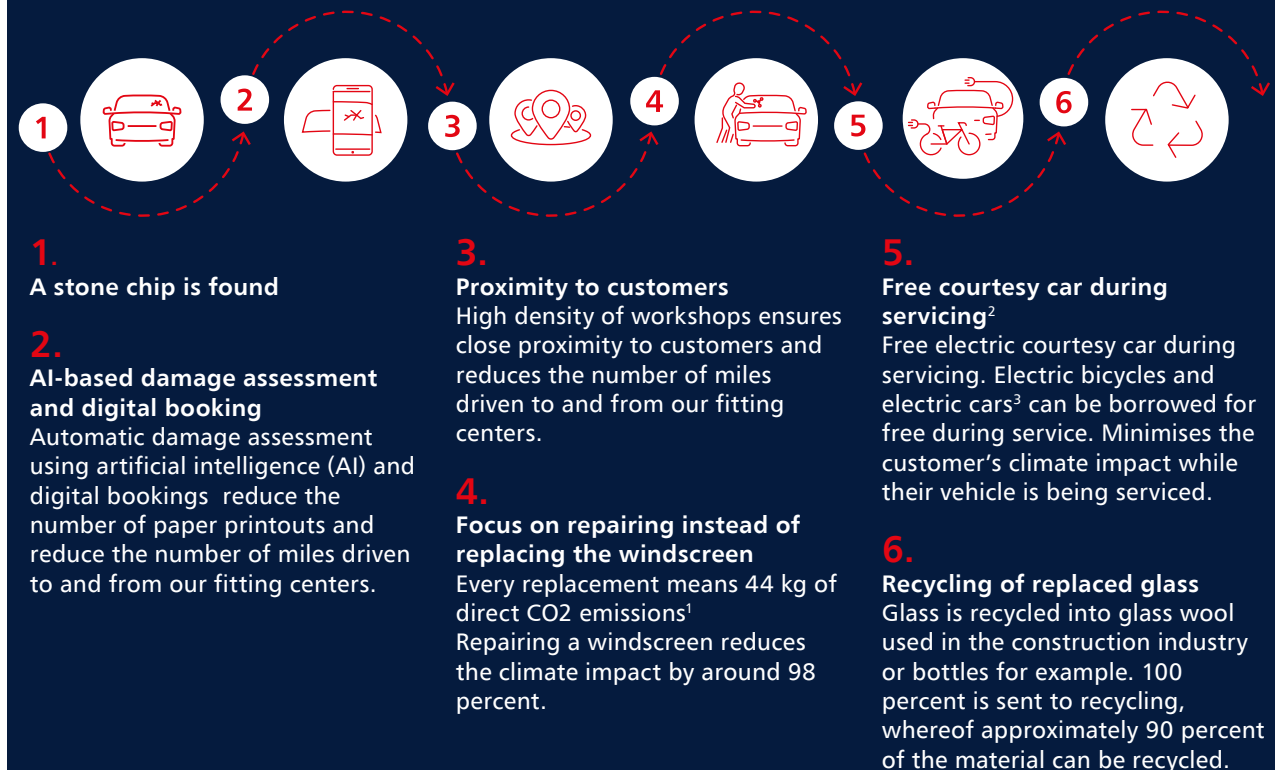 1
2
3
4
5
6
1.
A stone chip is found
2.
AI-based damage assessment
and digital booking
Automatic damage assessment
using artificial intelligence (AI) and
digital bookings  reduce the
number of paper printouts and
reduce the number of miles driven
to and from our fitting centers.
3.
Proximity to customers
High density of workshops ensures
close proximity to customers and
reduces the number of miles
driven to and from our fitting
centers.
4.
Focus on repairing instead of
replacing the windscreen
Every replacement means 44 kg of
direct CO2 emissions¹
Repairing a windscreen reduces
the climate impact by around 98
percent.
5.
Free courtesy car during
servicing²
Free electric courtesy car during
servicing. Electric bicycles and
electric cars³ can be borrowed for
free during service. Minimises the
customer’s climate impact while
their vehicle is being serviced.
6.
Recycling of replaced glass
Glass is recycled into glass wool
used in the construction industry
or bottles for example. 100
percent is sent to recycling,
whereof approximately 90 percent
of the material can be recycled.